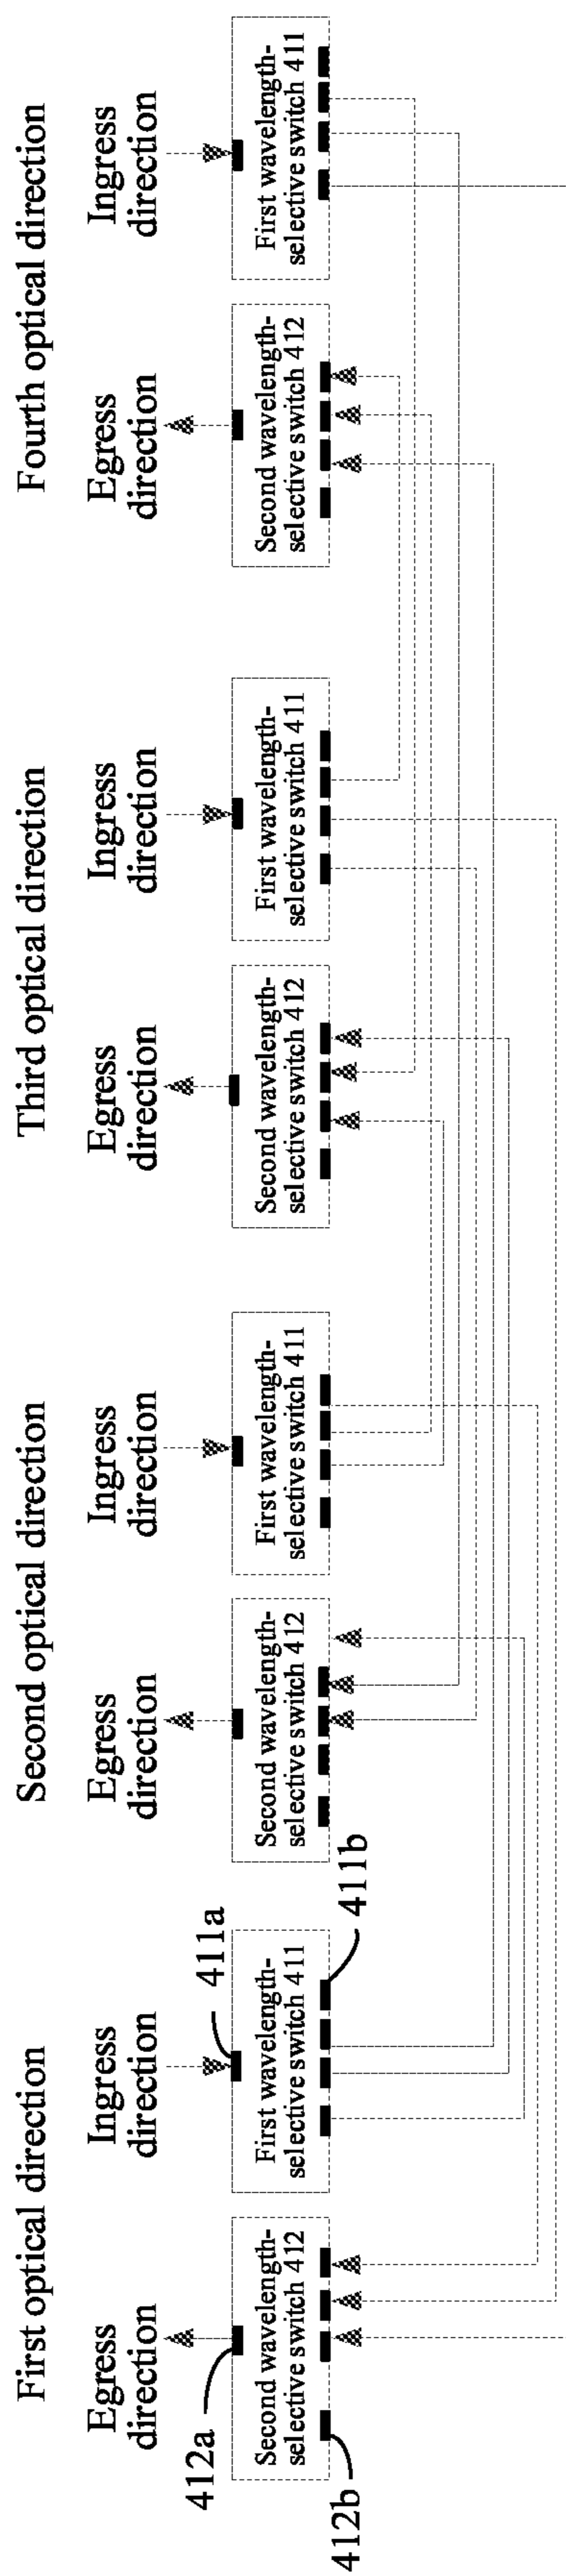 First optical direction
Egress
direction
Ingress
direction
412a
411a
Second wavelength-
selective switch 412
First wavelength-
selective switch 411
412b
411b
Second optical direction
Egress
direction
Ingress
direction
Second wavelength-
selective switch 412
First wavelength-
selective switch 411
Third optical direction
Egress
direction
Ingress
direction
Second wavelength-
selective switch 412
First wavelength-
selective switch 411
Fourth optical direction
Egress
direction
Ingress
direction
Second wavelength-
selective switch 412
First wavelength-
selective switch 411